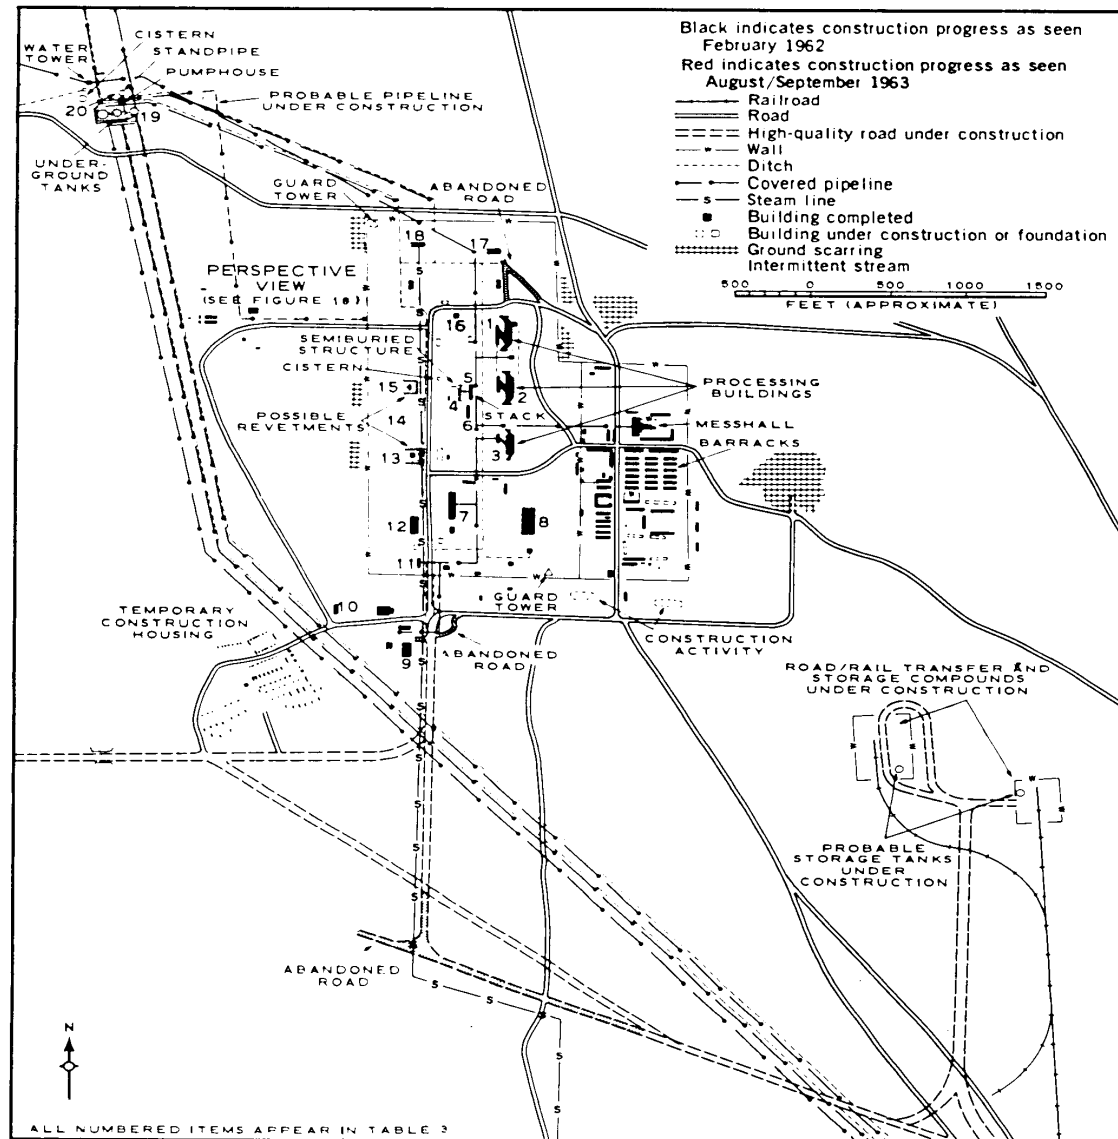 Black indicates construction progress as seen
February 1962
Red indicates construction progress as seen
August/September 1963
Railroad
Road
High-quality road under construction
Wall
Ditch
Covered pipeline
Steam line
Building completed
Building under construction or foundation
Ground scarring
Intermittent stream
500 0 500 1000 1500
FEET (APPROXIMATE)
CISTERN
STANDPIPE
WATER
TOWER
PUMPHOUSE
20
19
PROBABLE PIPELINE
UNDER CONSTRUCTION
UNDER-
GROUND
TANKS
GUARD
TOWER
ABANDONED
ROAD
18
17
PERSPECTIVE
VIEW
(SEE FIGURE 18)
16
1
SEMIBURIED
STRUCTURE
CISTERN
5
15
4
STACK
2
PROCESSING
BUILDINGS
POSSIBLE
REVETMENTS
14
6
MESSHALL
3
BARRACKS
13
12
7
8
11
GUARD
TOWER
10
TEMPORARY
CONSTRUCTION
HOUSING
9
ABANDONED
ROAD
CONSTRUCTION
ACTIVITY
ROAD/RAIL TRANSFER AND
STORAGE COMPOUNDS
UNDER CONSTRUCTION
PROBABLE
STORAGE TANKS
UNDER
CONSTRUCTION
ABANDONED
ROAD
N
ALL NUMBERED ITEMS APPEAR IN TABLE 3